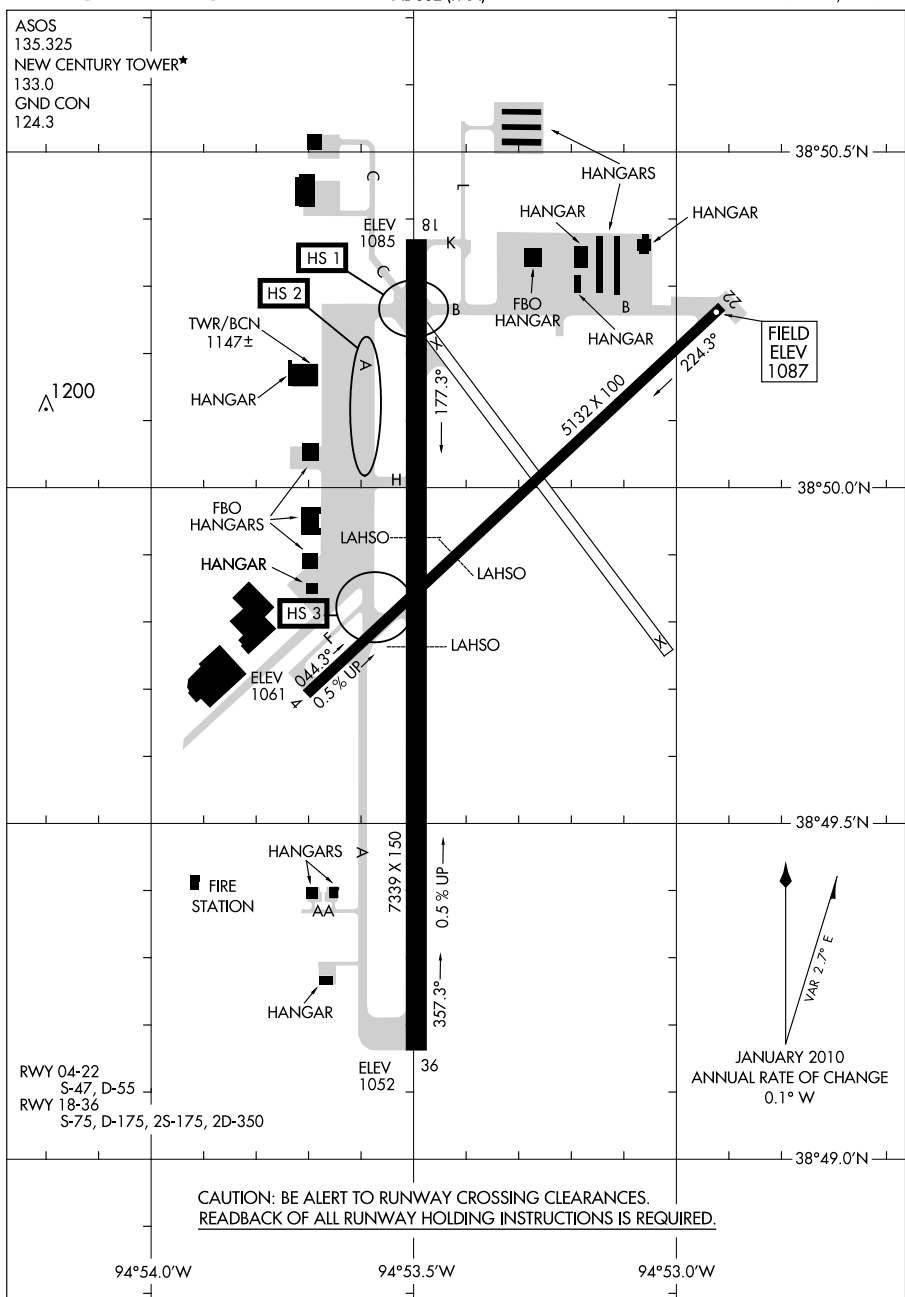 ASOS
135.325
NEW CENTURY TOWER★
133.0
GND CON
124.3
38°50.5'N
HANGARS
C
L
HANGAR
HANGAR
ELEV
1085
18
K
HS 1
C
HS 2
B
FBO
HANGAR
B
HANGAR
22
TWR/BCN
1147±
A
X
FIELD
ELEV
1087
1200
HANGAR
177.3°
5132 X 100
224.3°
H
38°50.0'N
FBO
HANGARS
LAHSO
LAHSO
HANGAR
HS 3
F
LAHSO
X
044.3°
0.5 % UP
ELEV
1061
4
38°49.5'N
HANGARS
A
7339 X 150
0.5 % UP
FIRE
STATION
AA
357.3°
VAR 2.7° E
HANGAR
ELEV
1052
36
JANUARY 2010
ANNUAL RATE OF CHANGE
0.1° W
RWY 04-22
S-47, D-55
RWY 18-36
S-75, D-175, 2S-175, 2D-350
38°49.0'N
CAUTION: BE ALERT TO RUNWAY CROSSING CLEARANCES.
READBACK OF ALL RUNWAY HOLDING INSTRUCTIONS IS REQUIRED.
94°54.0'W
94°53.5'W
94°53.0'W